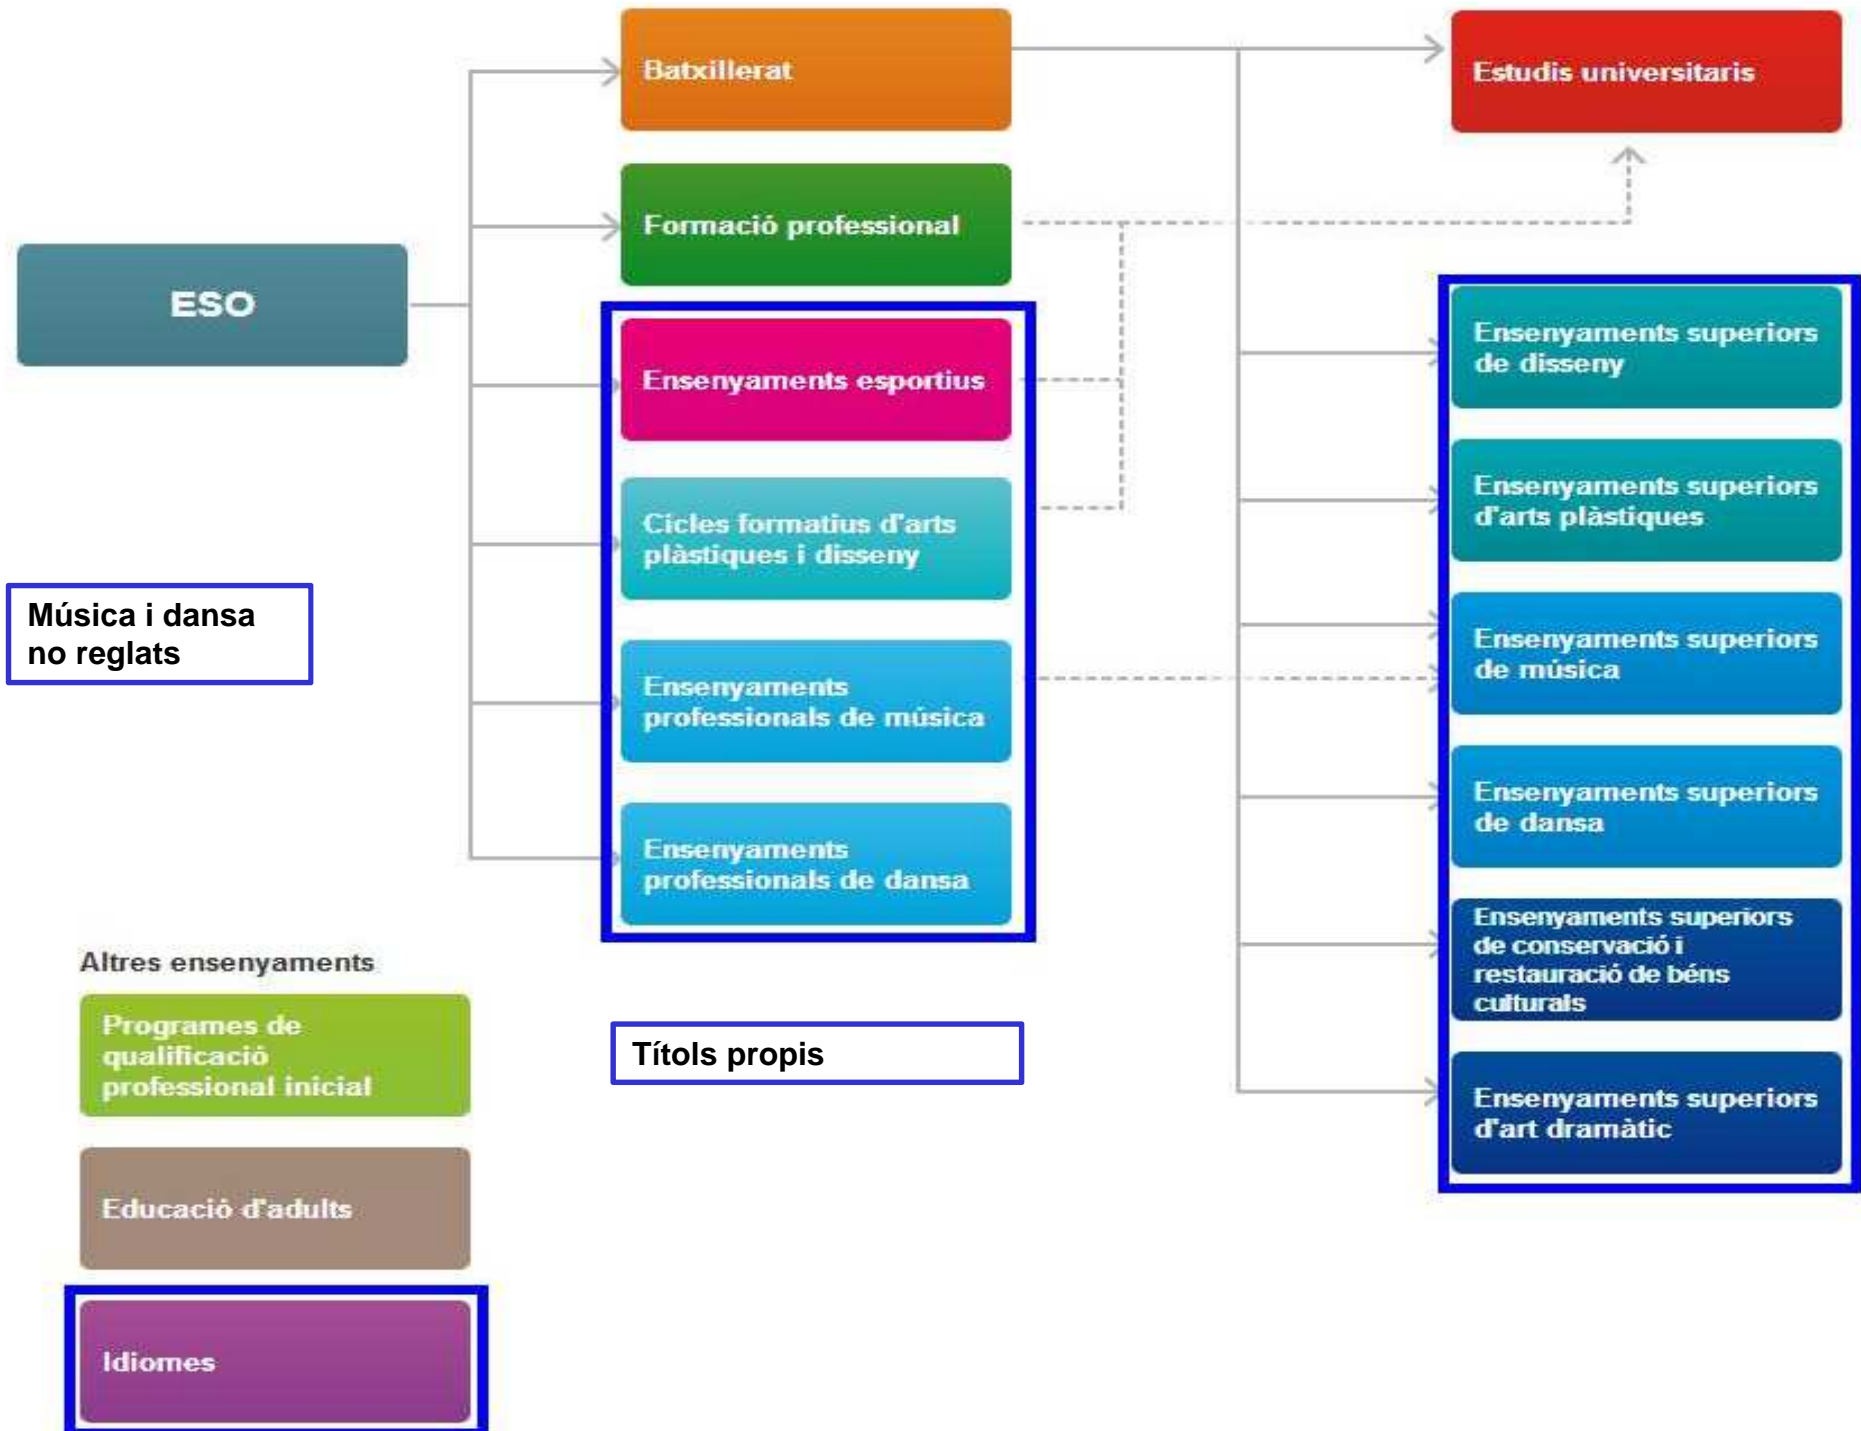 ESO
Música i dansa
no reglats
Batxillerat
Formació professional
Ensenyaments esportius
Cicles formatius d'arts
plàstiques i disseny
Ensenyaments
professionals de música
Ensenyaments
professionals de dansa
Títols propis
Estudis universitaris
Ensenyaments superiors
de disseny
Ensenyaments superiors
d'arts plàstiques
Ensenyaments superiors
de música
Ensenyaments superiors
de dansa
Ensenyaments superiors
de conservació i
restauració de béns
culturals
Ensenyaments superiors
d'art dramàtic
Altres ensenyaments
Programes de
qualificació
professional inicial
Educació d'adults
Idiomes